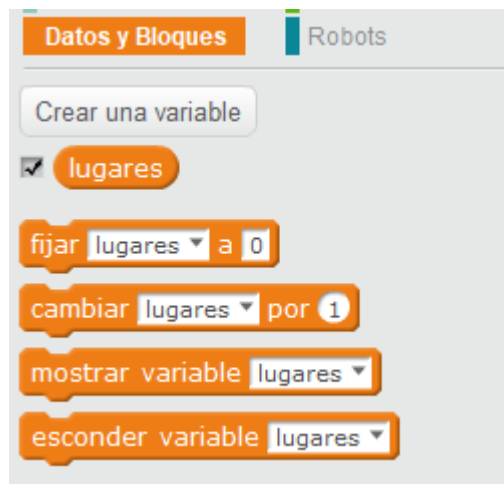 Datos y Bloques Robots
Crear una variable
lugares
fijar lugares a 0
cambiar lugares por 1
mostrar variable lugares
esconder variable lugares